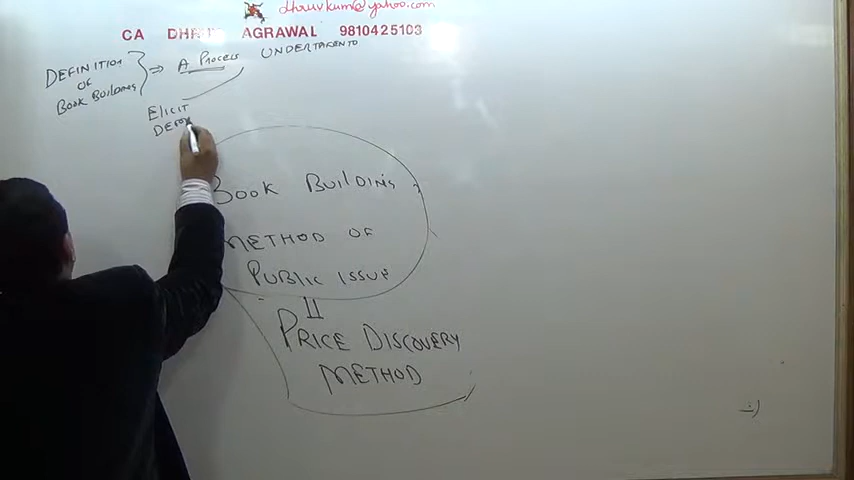 dhruvkum@yahoo.com
CA DHRUV AGRAWAL 9810425103
DEFINITION OF BOOK BUILDING ⇒ A PROCESS UNDERTAKEN TO
ELICIT
BOOK BUILDING
METHOD OF
PUBLIC ISSUE
||
PRICE DISCOVERY
METHOD